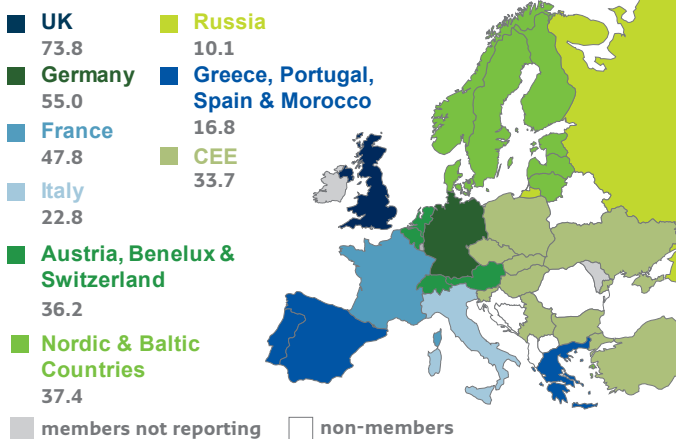 UK
73.8
Germany
55.0
France
47.8
Italy
22.8
Austria, Benelux &
Switzerland
36.2
Nordic & Baltic
Countries
37.4
Russia
10.1
Greece, Portugal,
Spain & Morocco
16.8
CEE
33.7
members not reporting
non-members